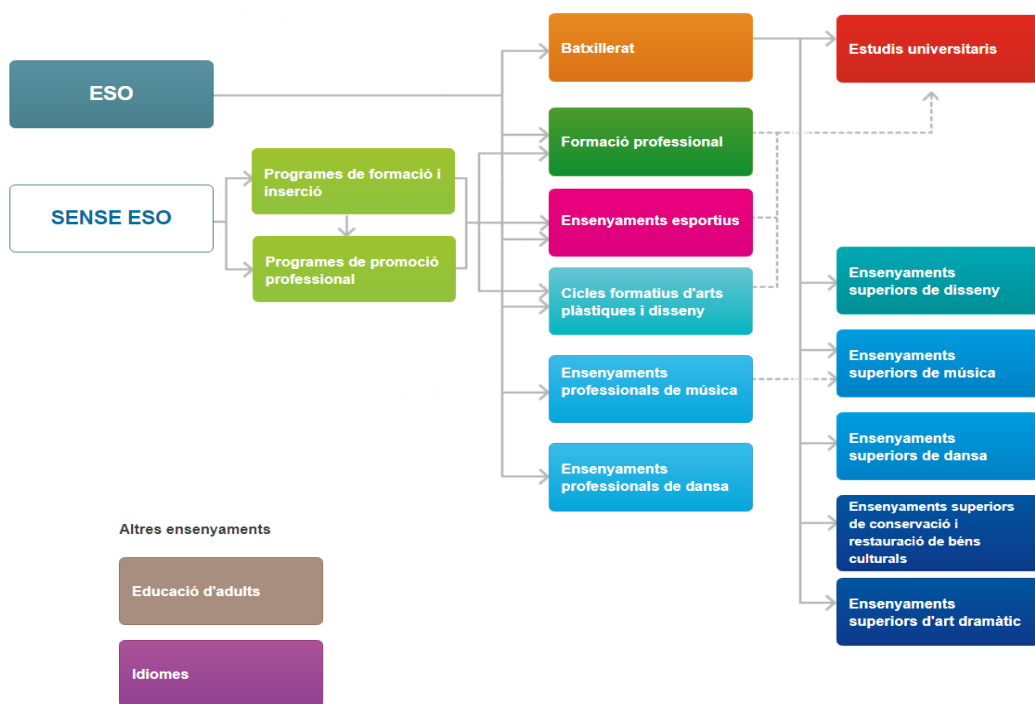 ESO
SENSE ESO
Programes de formació i
inserció
Programes de promoció
professional
Batxillerat
Formació professional
Ensenyaments esportius
Cicles formatius d'arts
plàstiques i disseny
Ensenyaments
professionals de música
Ensenyaments
professionals de dansa
Estudis universitaris
Ensenyaments
superiors de disseny
Ensenyaments
superiors de música
Ensenyaments
superiors de dansa
Ensenyaments superiors
de conservació i
restauració de béns
culturals
Ensenyaments
superiors d'art dramàtic
Altres ensenyaments
Educació d'adults
Idiomes